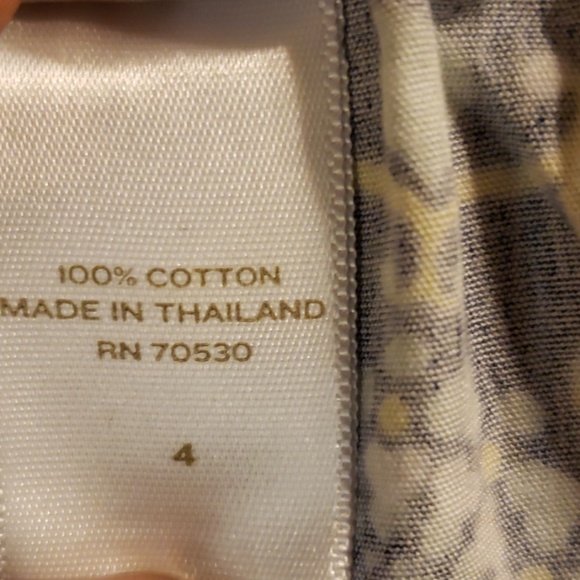 100% COTTON
MADE IN THAILAND
RN 70530
4